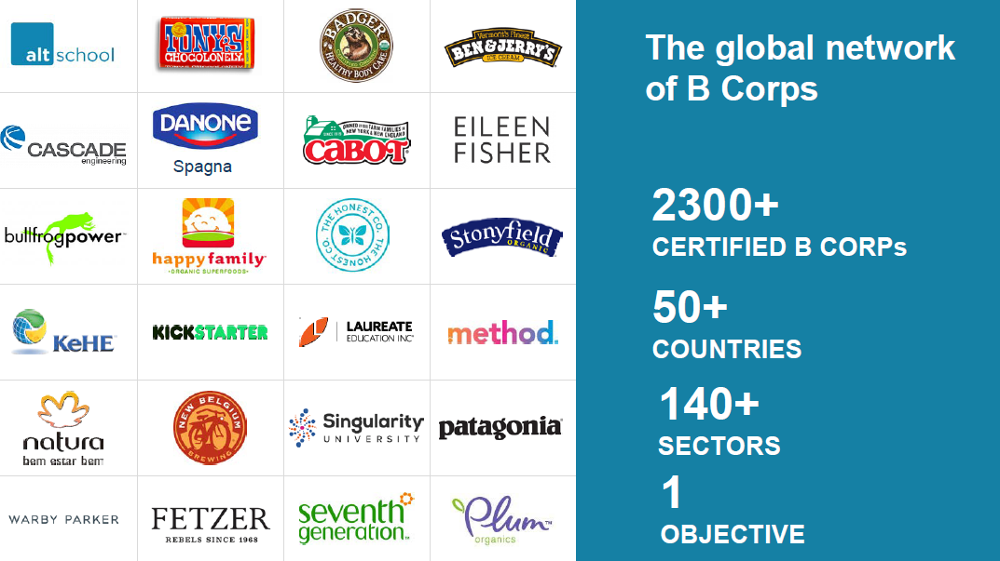 alt school
TONY'S
CHOCOLONELY
BADGER
HEALTHY BODY CARE
Vermont's Finest
BEN & JERRY'S
ICE CREAM
CASCADE
engineering
DANONE
Spagna
OWNED BY OUR FARM FAMILIES IN
NEW YORK & NEW ENGLAND
SINCE 1919
CABOT
EILEEN
FISHER
bullfrogpower
happyfamily
ORGANIC SUPERFOODS
THE HONEST CO. THE HONEST CO.
Stonyfield
ORGANIC
KeHE
KICKSTARTER
LAUREATE
EDUCATION INC
method.
natura
bem estar bem
NEW BELGIUM
BREWING
Singularity
UNIVERSITY
patagonia
WARBY PARKER
FETZER
REBELS SINCE 1968
seventh
generation
Plum
organics
The global network
of B Corps
2300+
CERTIFIED B CORPs
50+
COUNTRIES
140+
SECTORS
1
OBJECTIVE